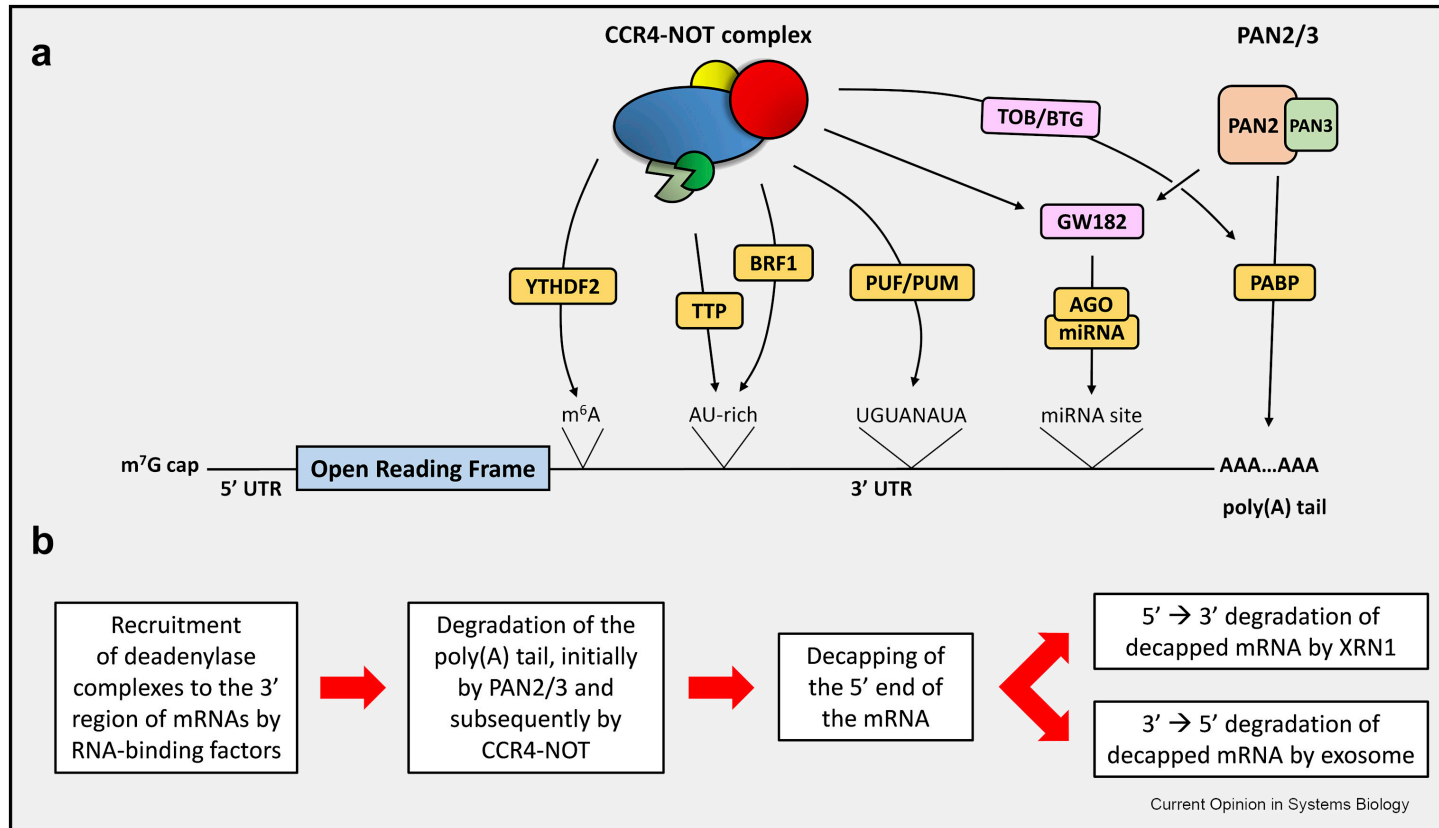 a
CCR4-NOT complex
PAN2/3
TOB/BTG
PAN2
PAN3
GW182
YTHDF2
BRF1
TTP
PUF/PUM
AGO
miRNA
PABP
m⁶A
AU-rich
UGUANAUA
miRNA site
m⁷G cap
5’ UTR
Open Reading Frame
3’ UTR
AAA...AAA
poly(A) tail
b
Recruitment
of deadenylase
complexes to the 3’
region of mRNAs by
RNA-binding factors
Degradation of the
poly(A) tail, initially
by PAN2/3 and
subsequently by
CCR4-NOT
Decapping of
the 5’ end of
the mRNA
5’ → 3’ degradation of
decapped mRNA by XRN1
3’ → 5’ degradation of
decapped mRNA by exosome
Current Opinion in Systems Biology